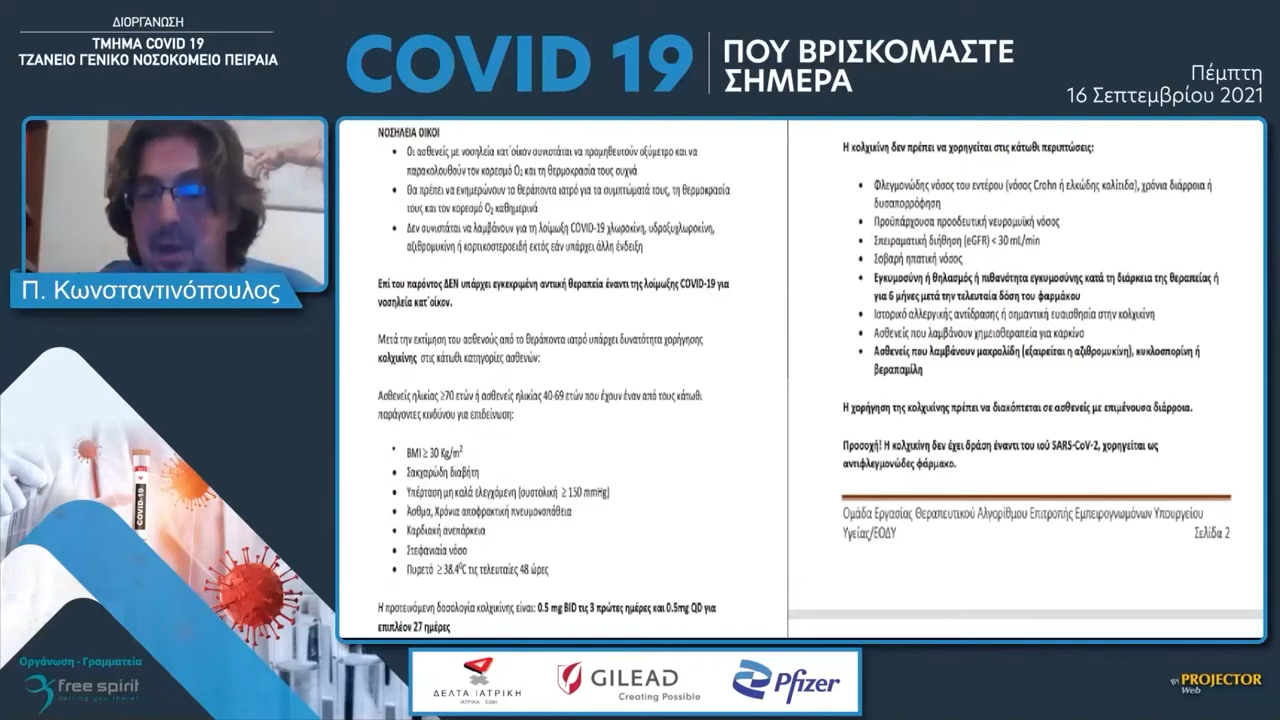 ΔΙΟΡΓΑΝΩΣΗ
ΤΜΗΜΑ COVID 19
ΤΖΑΝΕΙΟ ΓΕΝΙΚΟ ΝΟΣΟΚΟΜΕΙΟ ΠΕΙΡΑΙΑ
COVID 19
ΠΟΥ ΒΡΙΣΚΟΜΑΣΤΕ
ΣΗΜΕΡΑ
Πέμπτη
16 Σεπτεμβρίου 2021
Π. Κωνσταντινόπουλος
ΝΟΣΗΛΕΙΑ ΟΙΚΟΙ
• Οι ασθενείς με νοσηλεία κατ΄οίκον συνιστάται να προμηθευτούν οξύμετρο και να
παρακολουθούν τον κορεσμό O₂ και τη θερμοκρασία τους συχνά
• Θα πρέπει να ενημερώνουν το θεράποντα ιατρό για τα συμπτώματά τους, τη θερμοκρασία
τους και τον κορεσμό O₂ καθημερινά
• Δεν συνιστάται να λαμβάνουν για τη λοίμωξη COVID-19 χλωροκίνη, υδροξυχλωροκίνη,
αζιθρομυκίνη ή κορτικοστεροειδή εκτός εάν υπάρχει άλλη ένδειξη
Επί του παρόντος ΔΕΝ υπάρχει εγκεκριμένη αντική θεραπεία έναντι της λοίμωξης COVID-19 για
νοσηλεία κατ΄οίκον.
Μετά την εκτίμηση του ασθενούς από το θεράποντα ιατρό υπάρχει δυνατότητα χορήγησης
κολχικίνης στις κάτωθι κατηγορίες ασθενών:
Ασθενείς ηλικίας ≥70 ετών ή ασθενείς ηλικίας 40-69 ετών που έχουν έναν από τους κάτωθι
παράγοντες κινδύνου για επιδείνωση:
• BMI ≥ 30 Kg/m²
• Σακχαρώδη διαβήτη
• Υπέρταση μη καλά ελεγχόμενη (συστολική ≥ 150 mmHg)
• Άσθμα, Χρόνια αποφρακτική πνευμονοπάθεια
• Καρδιακή ανεπάρκεια
• Στεφανιαία νόσο
• Πυρετό ≥ 38.4⁰C τις τελευταίες 48 ώρες
Η προτεινόμενη δοσολογία κολχικίνης είναι: 0.5 mg BID τις 3 πρώτες ημέρες και 0.5mg QD για
επιπλέον 27 ημέρες
Η κολχικίνη δεν πρέπει να χορηγείται στις κάτωθι περιπτώσεις:
• Φλεγμονώδης νόσος του εντέρου (νόσος Crohn ή ελκώδης κολίτιδα), χρόνια διάρροια ή
δυσαπορρόφηση
• Προϋπάρχουσα προοδευτική νευρομυϊκή νόσος
• Σπειραματική διήθηση (eGFR) < 30 mL/min
• Σοβαρή ηπατική νόσος
• Εγκυμοσύνη ή θηλασμός ή πιθανότητα εγκυμοσύνης κατά τη διάρκεια της θεραπείας ή
για 6 μήνες μετά την τελευταία δόση του φαρμάκου
• Ιστορικό αλλεργικής αντίδρασης ή σημαντική ευαισθησία στην κολχικίνη
• Ασθενείς που λαμβάνουν χημειοθεραπεία για καρκίνο
• Ασθενείς που λαμβάνουν μακρολίδη (εξαιρείται η αζιθρομυκίνη), κυκλοσπορίνη ή
βεραπαμίλη
Η χορήγηση της κολχικίνης πρέπει να διακόπτεται σε ασθενείς με επιμένουσα διάρροια.
Προσοχή! Η κολχικίνη δεν έχει δράση έναντι του ιού SARS-CoV-2, χορηγείται ως
αντιφλεγμονώδες φάρμακο.
Ομάδα Εργασίας Θεραπευτικού Αλγορίθμου Επιτροπής Εμπειρογνωμόνων Υπουργείου
Υγείας/ΕΟΔΥ Σελίδα 2
COVID-19
Οργάνωση - Γραμματεία
free spirit
ΔΕΛΤΑ ΙΑΤΡΙΚΗ
ΙΑΤΡΙΚΑ ΕΙΔΗ
GILEAD
Creating Possible
Pfizer
PROJECTOR
Web